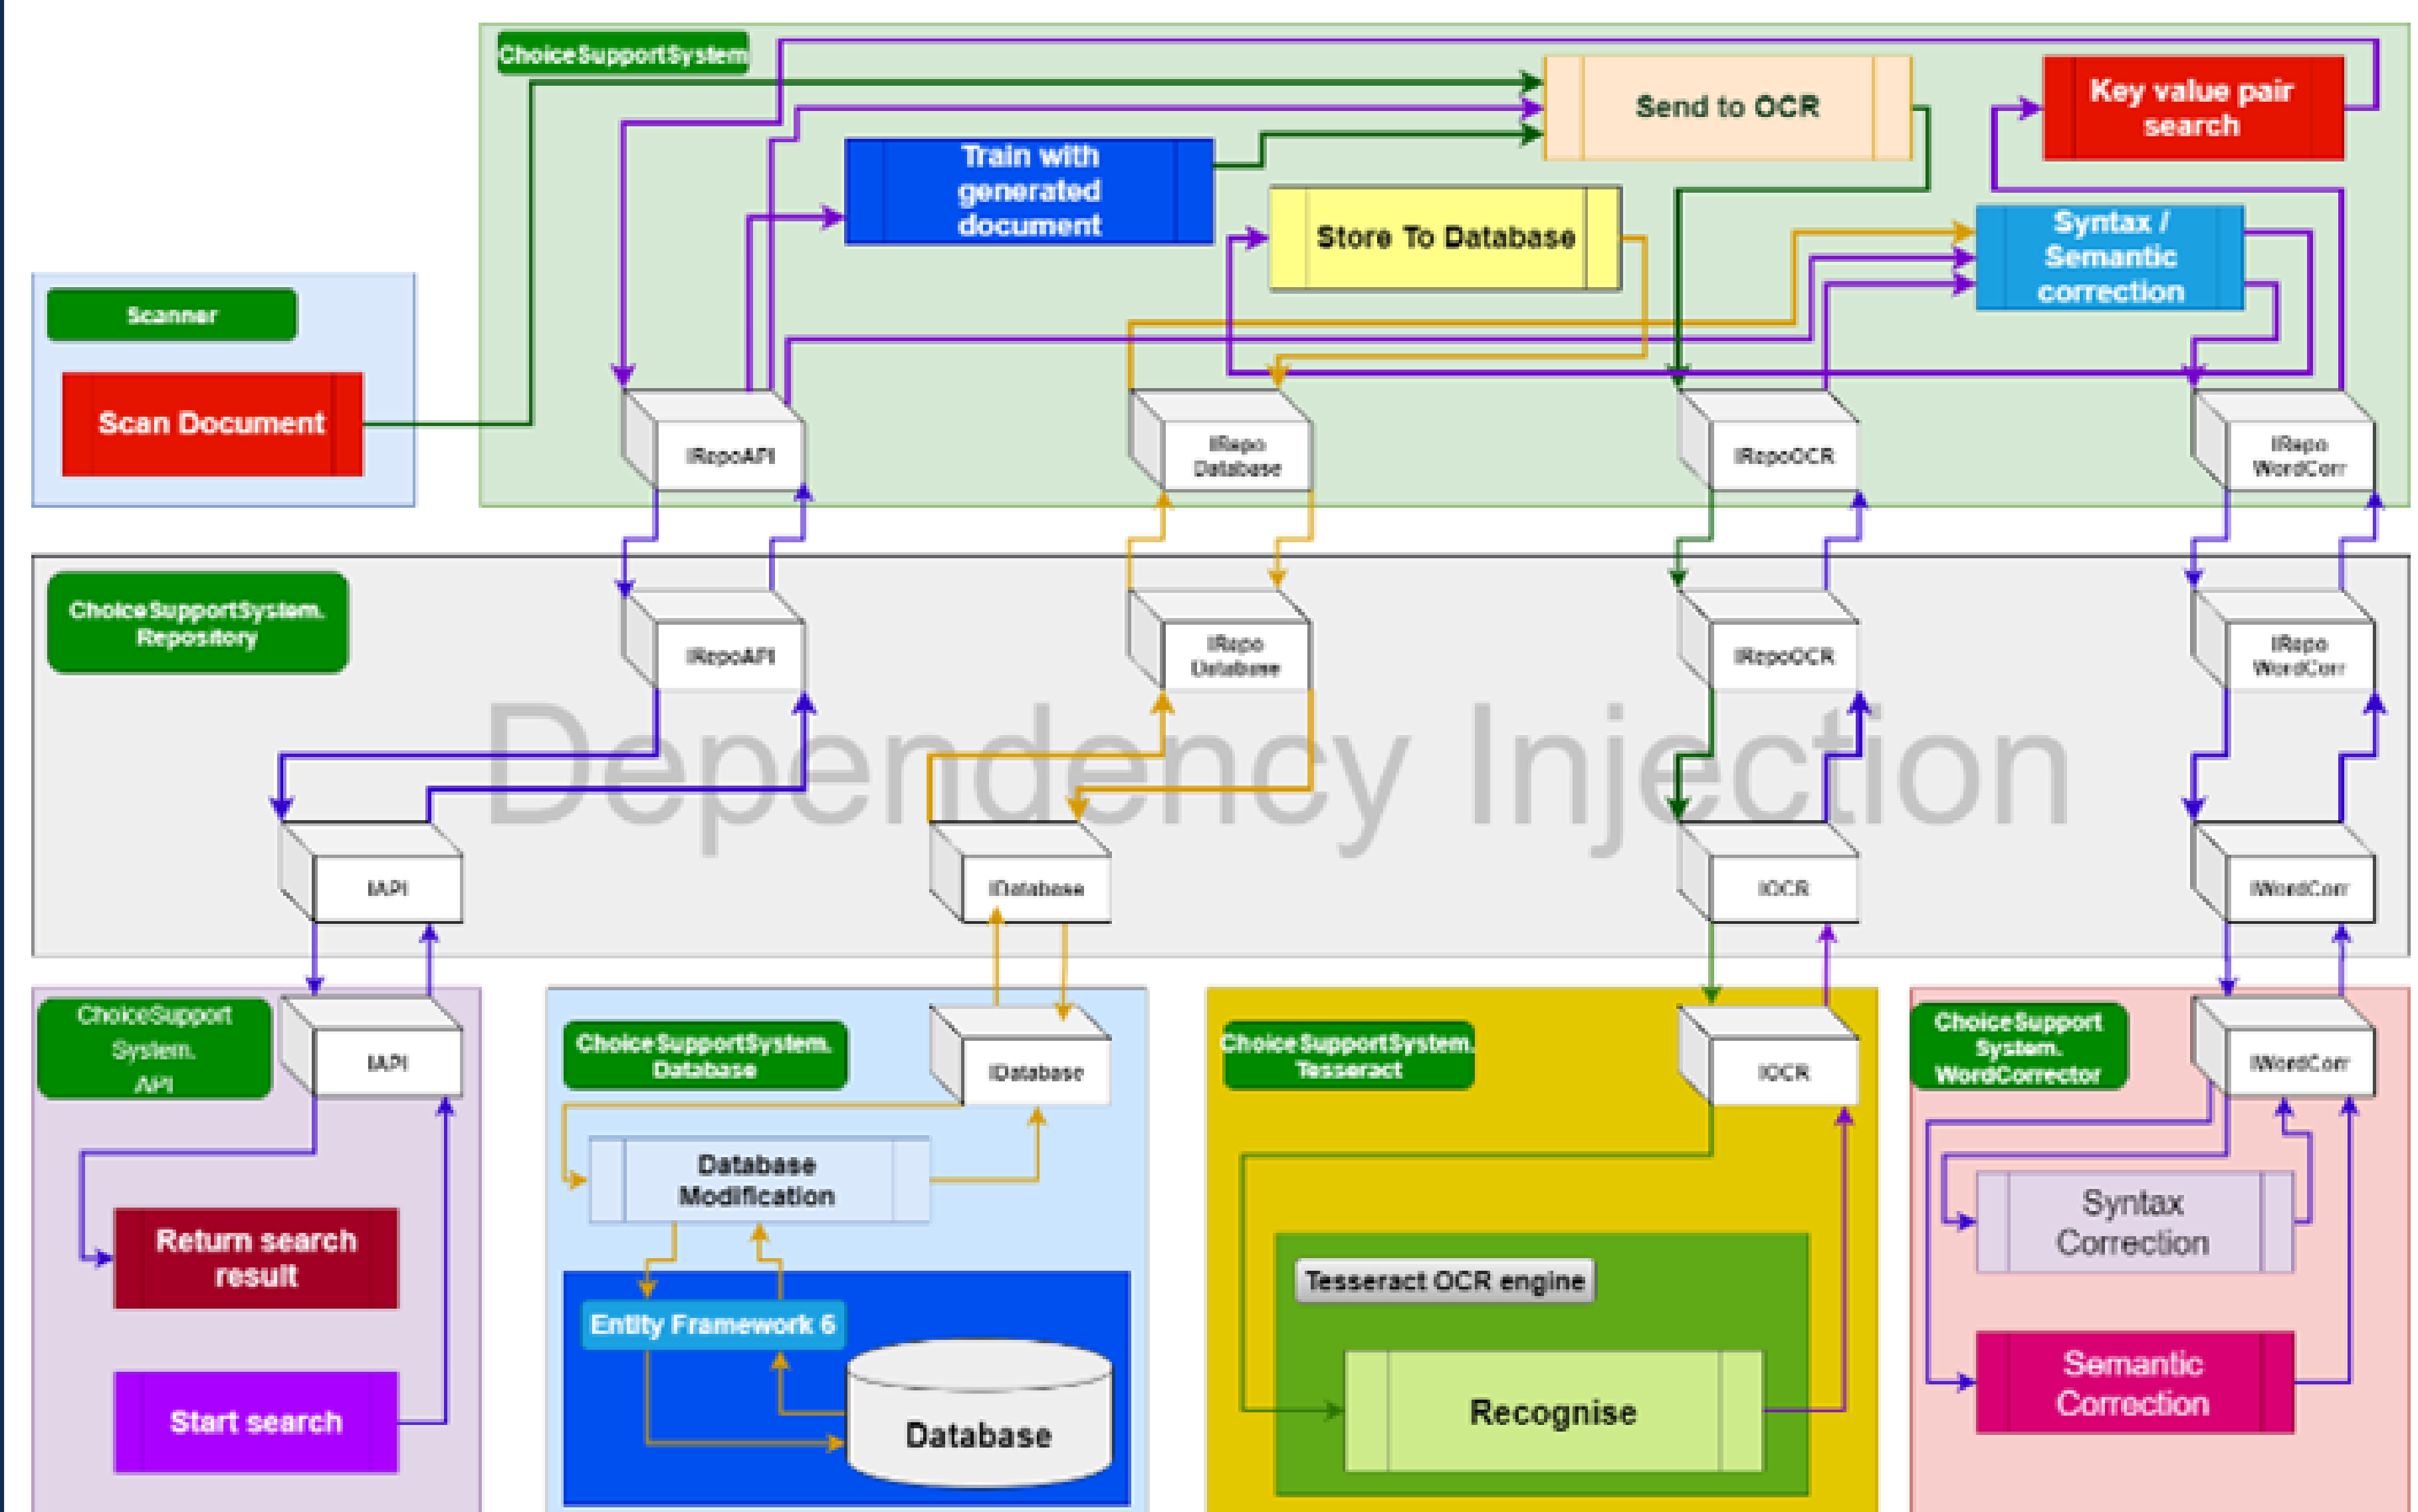 ChoiceSupportSystem
Send to OCR
Key value pair
search
Train with
generated
document
Store To Database
Syntax /
Semantic
correction
Scanner
Scan Document
IRepoAPI
IRepo
Database
IRepoOCR
IRepo
WordCorr
ChoiceSupportSystem.
Repository
IRepoAPI
IRepo
Database
IRepoOCR
IRepo
WordCorr
Dependency Injection
IAPI
IDatabase
IOCR
IWordCorr
ChoiceSupport
System.
API
IAPI
ChoiceSupportSystem.
Database
IDatabase
ChoiceSupportSystem.
Tesseract
IOCR
ChoiceSupport
System.
WordCorrector
IWordCorr
Database
Modification
Syntax
Correction
Return search
result
Tesseract OCR engine
Entity Framework 6
Semantic
Correction
Start search
Database
Recognise